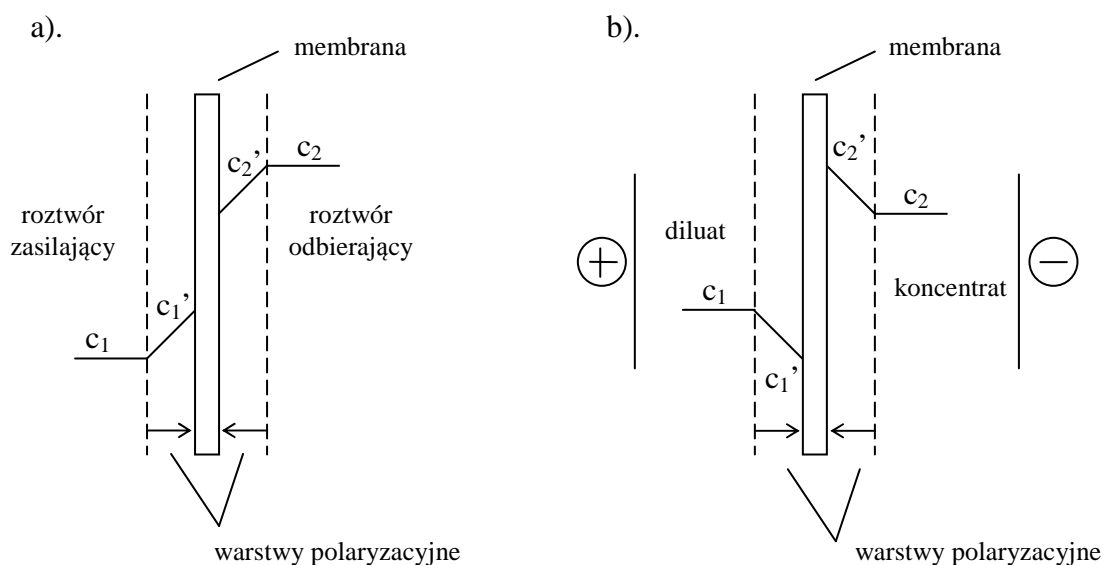 a).
membrana
c₂’
c₂
roztwór
zasilający
roztwór
odbierający
c₁’
c₁
warstwy polaryzacyjne
b).
membrana
c₂’
c₂
diluat
+
−
koncentrat
c₁
c₁’
warstwy polaryzacyjne